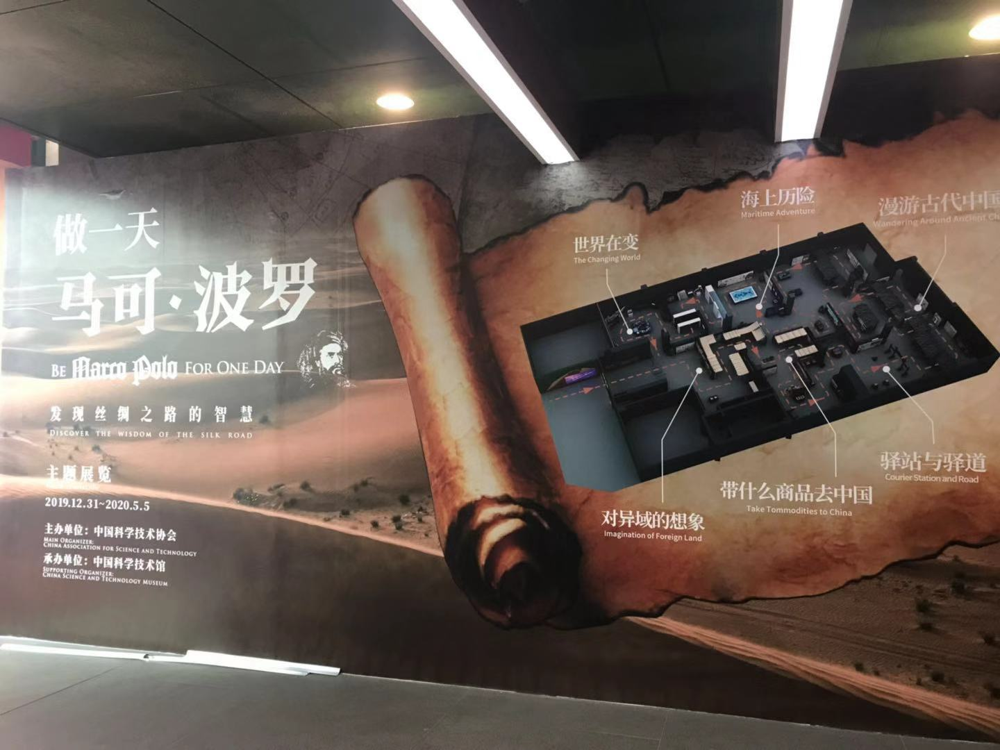 做一天
马可·波罗
BE Marco Polo FOR ONE DAY
发现丝绸之路的智慧
DISCOVER THE WISDOM OF THE SILK ROAD
主题展览
2019.12.31~2020.5.5
主办单位：中国科学技术协会
MAIN ORGANIZER:
CHINA ASSOCIATION FOR SCIENCE AND TECHNOLOGY
承办单位：中国科学技术馆
SUPPORTING ORGANIZER:
CHINA SCIENCE AND TECHNOLOGY MUSEUM
世界在变
The Changing World
海上历险
Maritime Adventure
漫游古代中国
Wandering Around Ancient
对异域的想象
Imagination of Foreign Land
带什么商品去中国
Take Tommodities to China
驿站与驿道
Courier Station and Road